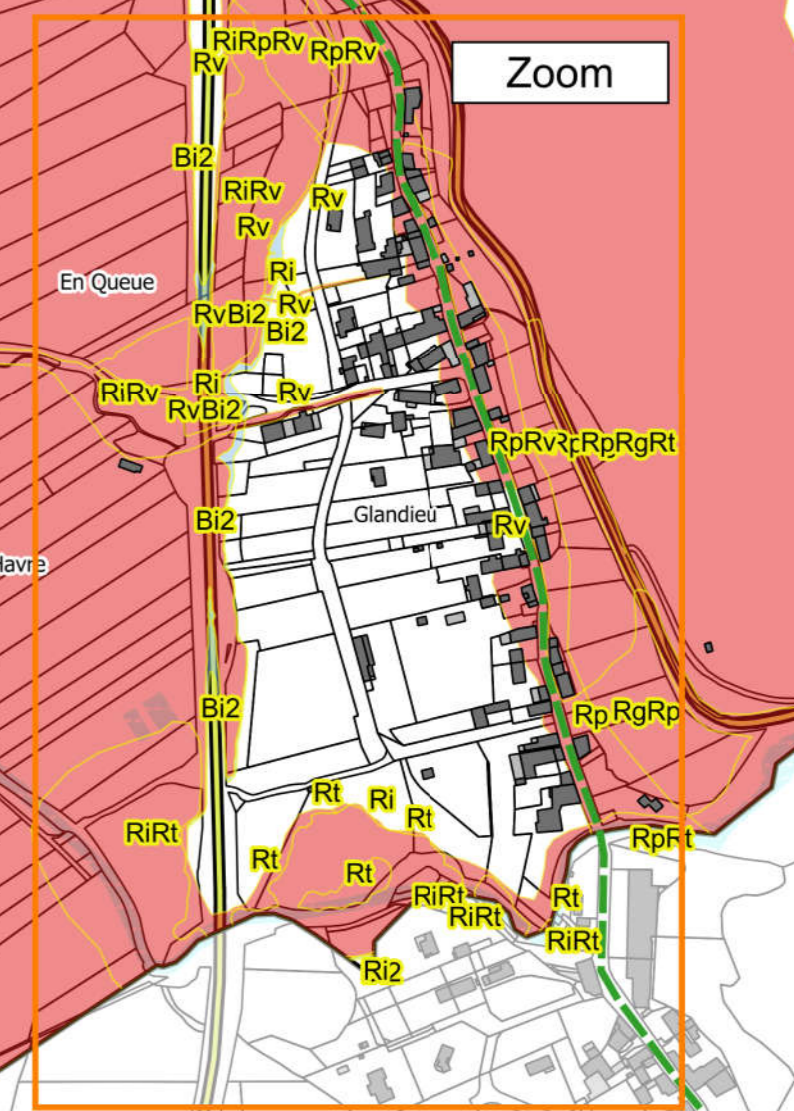 RiRpRv
RpRv
Rv
Zoom
Bi2
RiRv
Rv
Rv
Ri
En Queue
Rv
RvBi2
Bi2
Ri
RiRv
Rv
RvBi2
RpRv
RpRgRt
Glandieu
Bi2
Rv
Havre
Bi2
Rp
RgRp
Rt
Ri
Rt
RiRt
RpRt
Rt
Rt
RiRt
RiRt
Rt
RiRt
Ri2